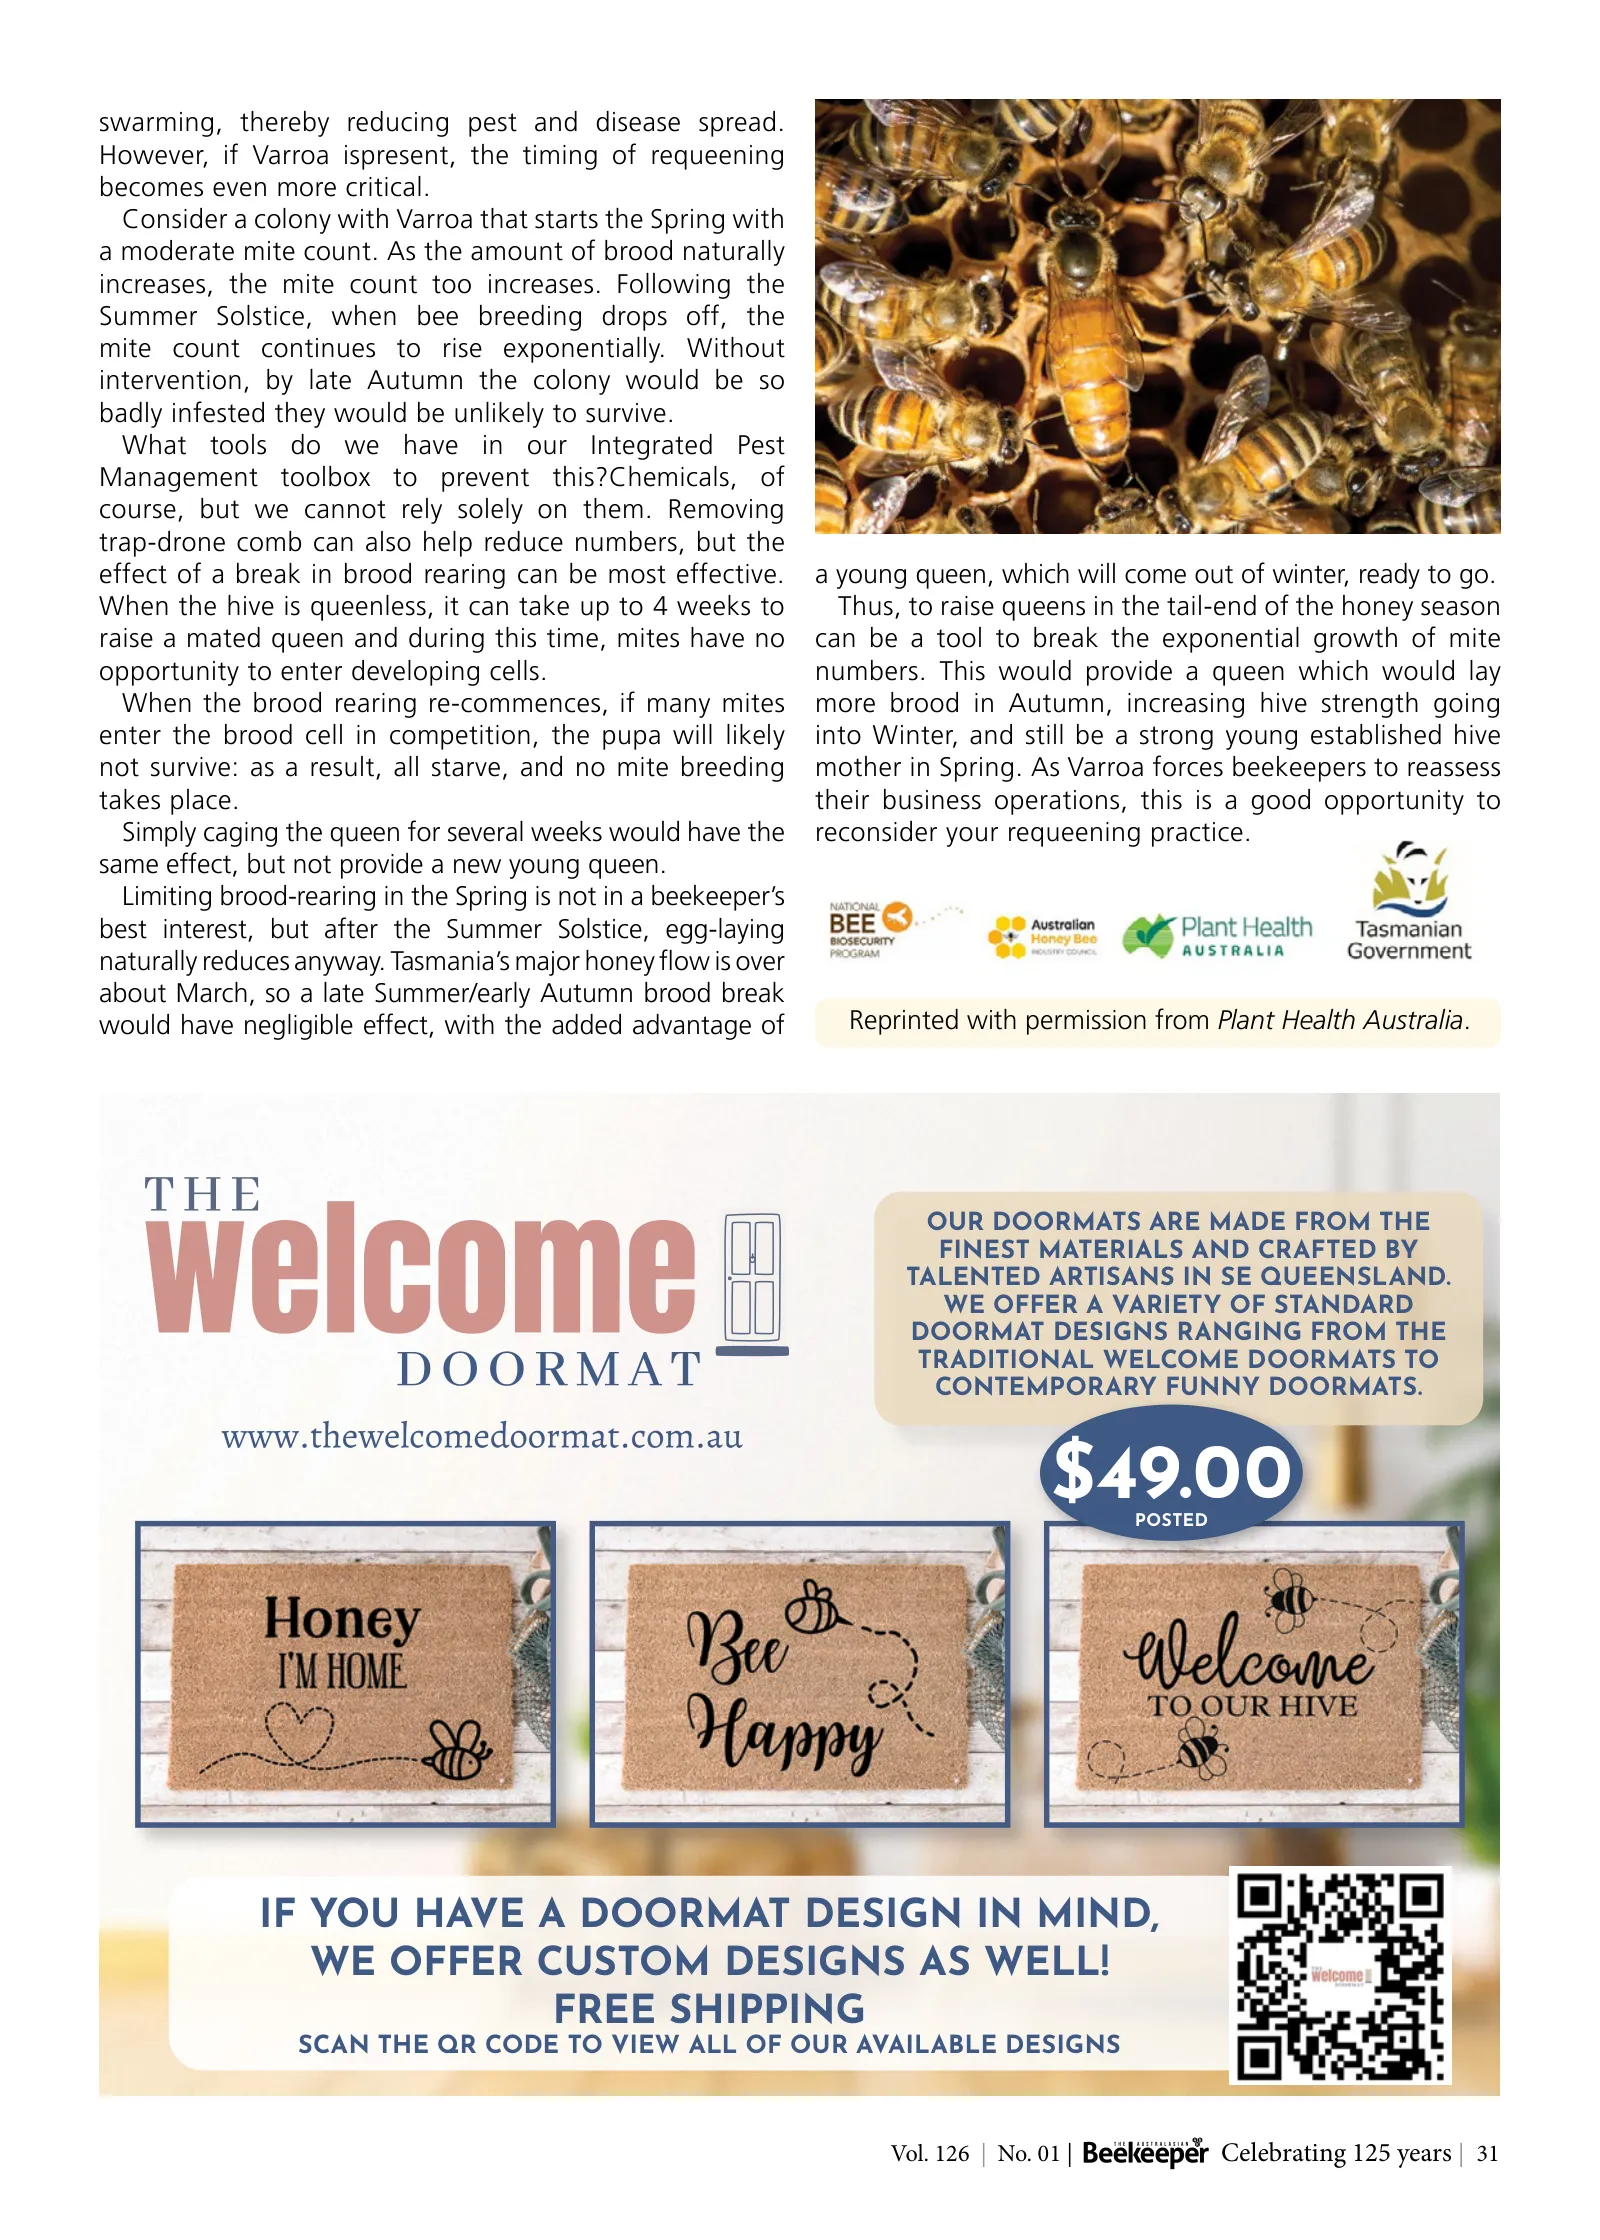 swarming, thereby reducing pest and disease spread.
However, if Varroa ispresent, the timing of requeening
becomes even more critical.
Consider a colony with Varroa that starts the Spring with
a moderate mite count. As the amount of brood naturally
increases, the mite count too increases. Following the
Summer Solstice, when bee breeding drops off, the
mite count continues to rise exponentially. Without
intervention, by late Autumn the colony would be so
badly infested they would be unlikely to survive.
What tools do we have in our Integrated Pest
Management toolbox to prevent this?Chemicals, of
course, but we cannot rely solely on them. Removing
trap-drone comb can also help reduce numbers, but the
effect of a break in brood rearing can be most effective.
When the hive is queenless, it can take up to 4 weeks to
raise a mated queen and during this time, mites have no
opportunity to enter developing cells.
When the brood rearing re-commences, if many mites
enter the brood cell in competition, the pupa will likely
not survive: as a result, all starve, and no mite breeding
takes place.
Simply caging the queen for several weeks would have the
same effect, but not provide a new young queen.
Limiting brood-rearing in the Spring is not in a beekeeper's
best interest, but after the Summer Solstice, egg-laying
naturally reduces anyway. Tasmania's major honey flow is over
about March, so a late Summer/early Autumn brood break
would have negligible effect, with the added advantage of
a young queen, which will come out of winter, ready to go.
Thus, to raise queens in the tail-end of the honey season
can be a tool to break the exponential growth of mite
numbers. This would provide a queen which would lay
more brood in Autumn, increasing hive strength going
into Winter, and still be a strong young established hive
mother in Spring. As Varroa forces beekeepers to reassess
their business operations, this is a good opportunity to
reconsider your requeening practice.
NATIONAL
BEE
BIOSECURITY
PROGRAM
Australian
Honey Bee
INDUSTRY COUNCIL
Plant Health
AUSTRALIA
Tasmanian
Government
Reprinted with permission from Plant Health Australia.
THE
welcome
DOORMAT
www.thewelcomedoormat.com.au
OUR DOORMATS ARE MADE FROM THE
FINEST MATERIALS AND CRAFTED BY
TALENTED ARTISANS IN SE QUEENSLAND.
WE OFFER A VARIETY OF STANDARD
DOORMAT DESIGNS RANGING FROM THE
TRADITIONAL WELCOME DOORMATS TO
CONTEMPORARY FUNNY DOORMATS.
$49.00
POSTED
Honey
I'M HOME
Bee
Happy
Welcome
TO OUR HIVE
IF YOU HAVE A DOORMAT DESIGN IN MIND,
WE OFFER CUSTOM DESIGNS AS WELL!
FREE SHIPPING
SCAN THE QR CODE TO VIEW ALL OF OUR AVAILABLE DESIGNS
THE
welcome
DOORMAT
Vol. 126 | No. 01 | THE AUSTRALASIAN Beekeeper Celebrating 125 years | 31